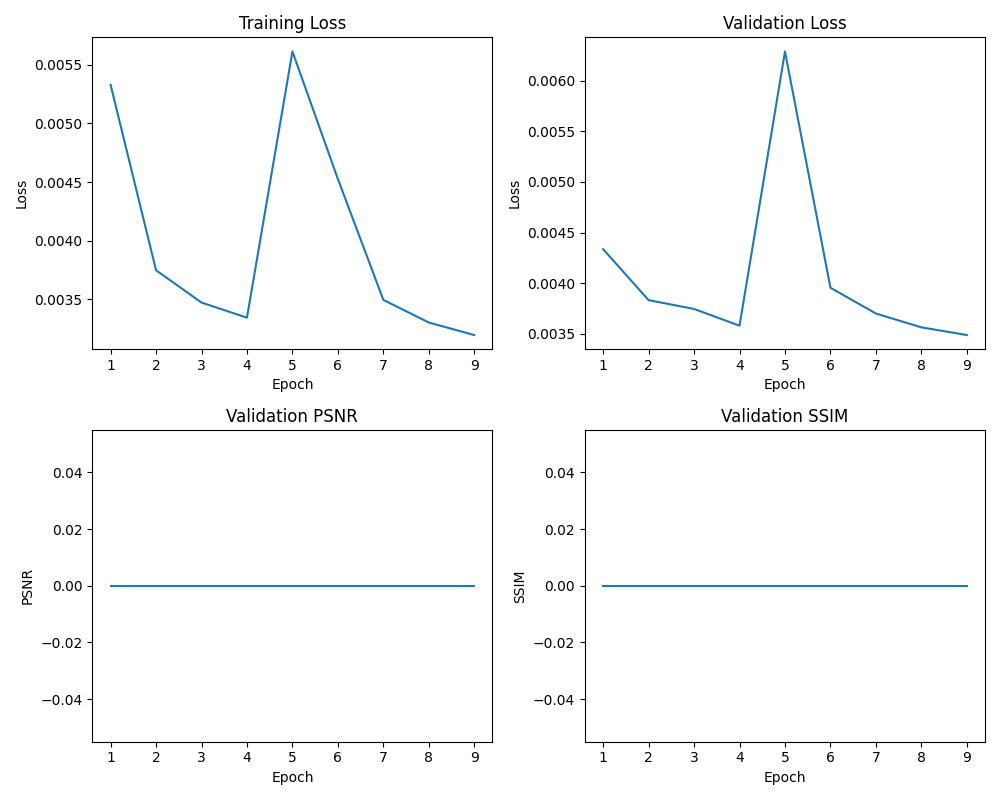 Training Loss
Validation Loss
0.0055
0.0050
0.0045
0.0040
0.0035
Loss
1 2 3 4 5 6 7 8 9
Epoch
0.0060
0.0055
0.0050
0.0045
0.0040
0.0035
Loss
1 2 3 4 5 6 7 8 9
Epoch
Validation PSNR
Validation SSIM
0.04
0.02
0.00
−0.02
−0.04
PSNR
1 2 3 4 5 6 7 8 9
Epoch
0.04
0.02
0.00
−0.02
−0.04
SSIM
1 2 3 4 5 6 7 8 9
Epoch